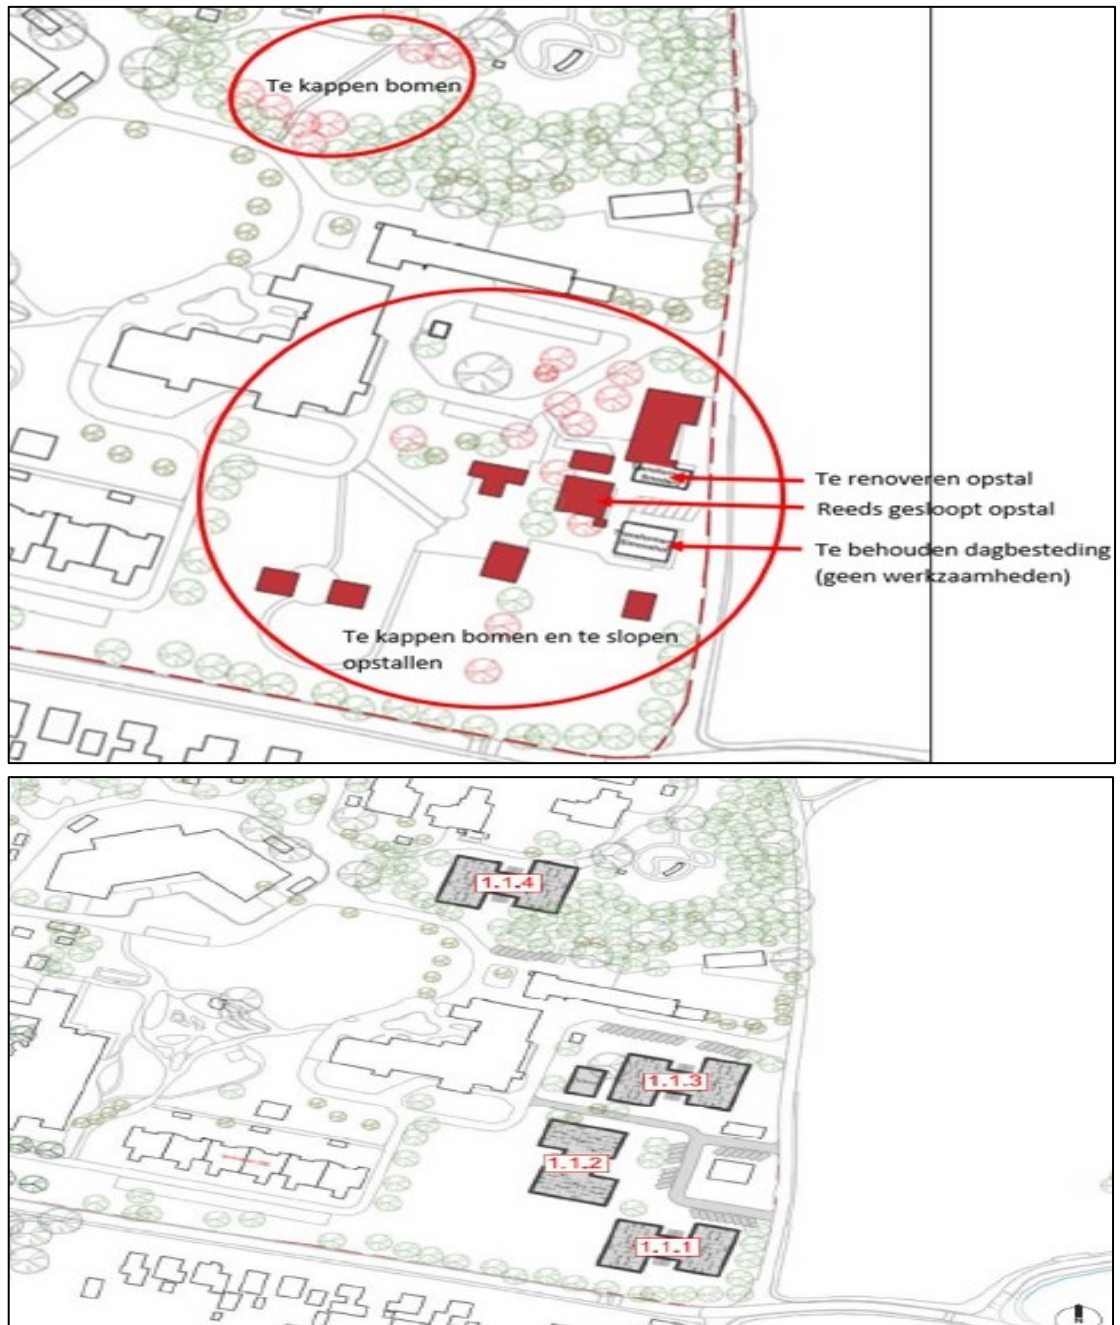 Te kappen bomen
Te renoveren opstal
Reeds gesloopt opstal
Te behouden dagbesteding
(geen werkzaamheden)
Te kappen bomen en te slopen
opstallen
1.1.4
1.1.3
1.1.2
1.1.1